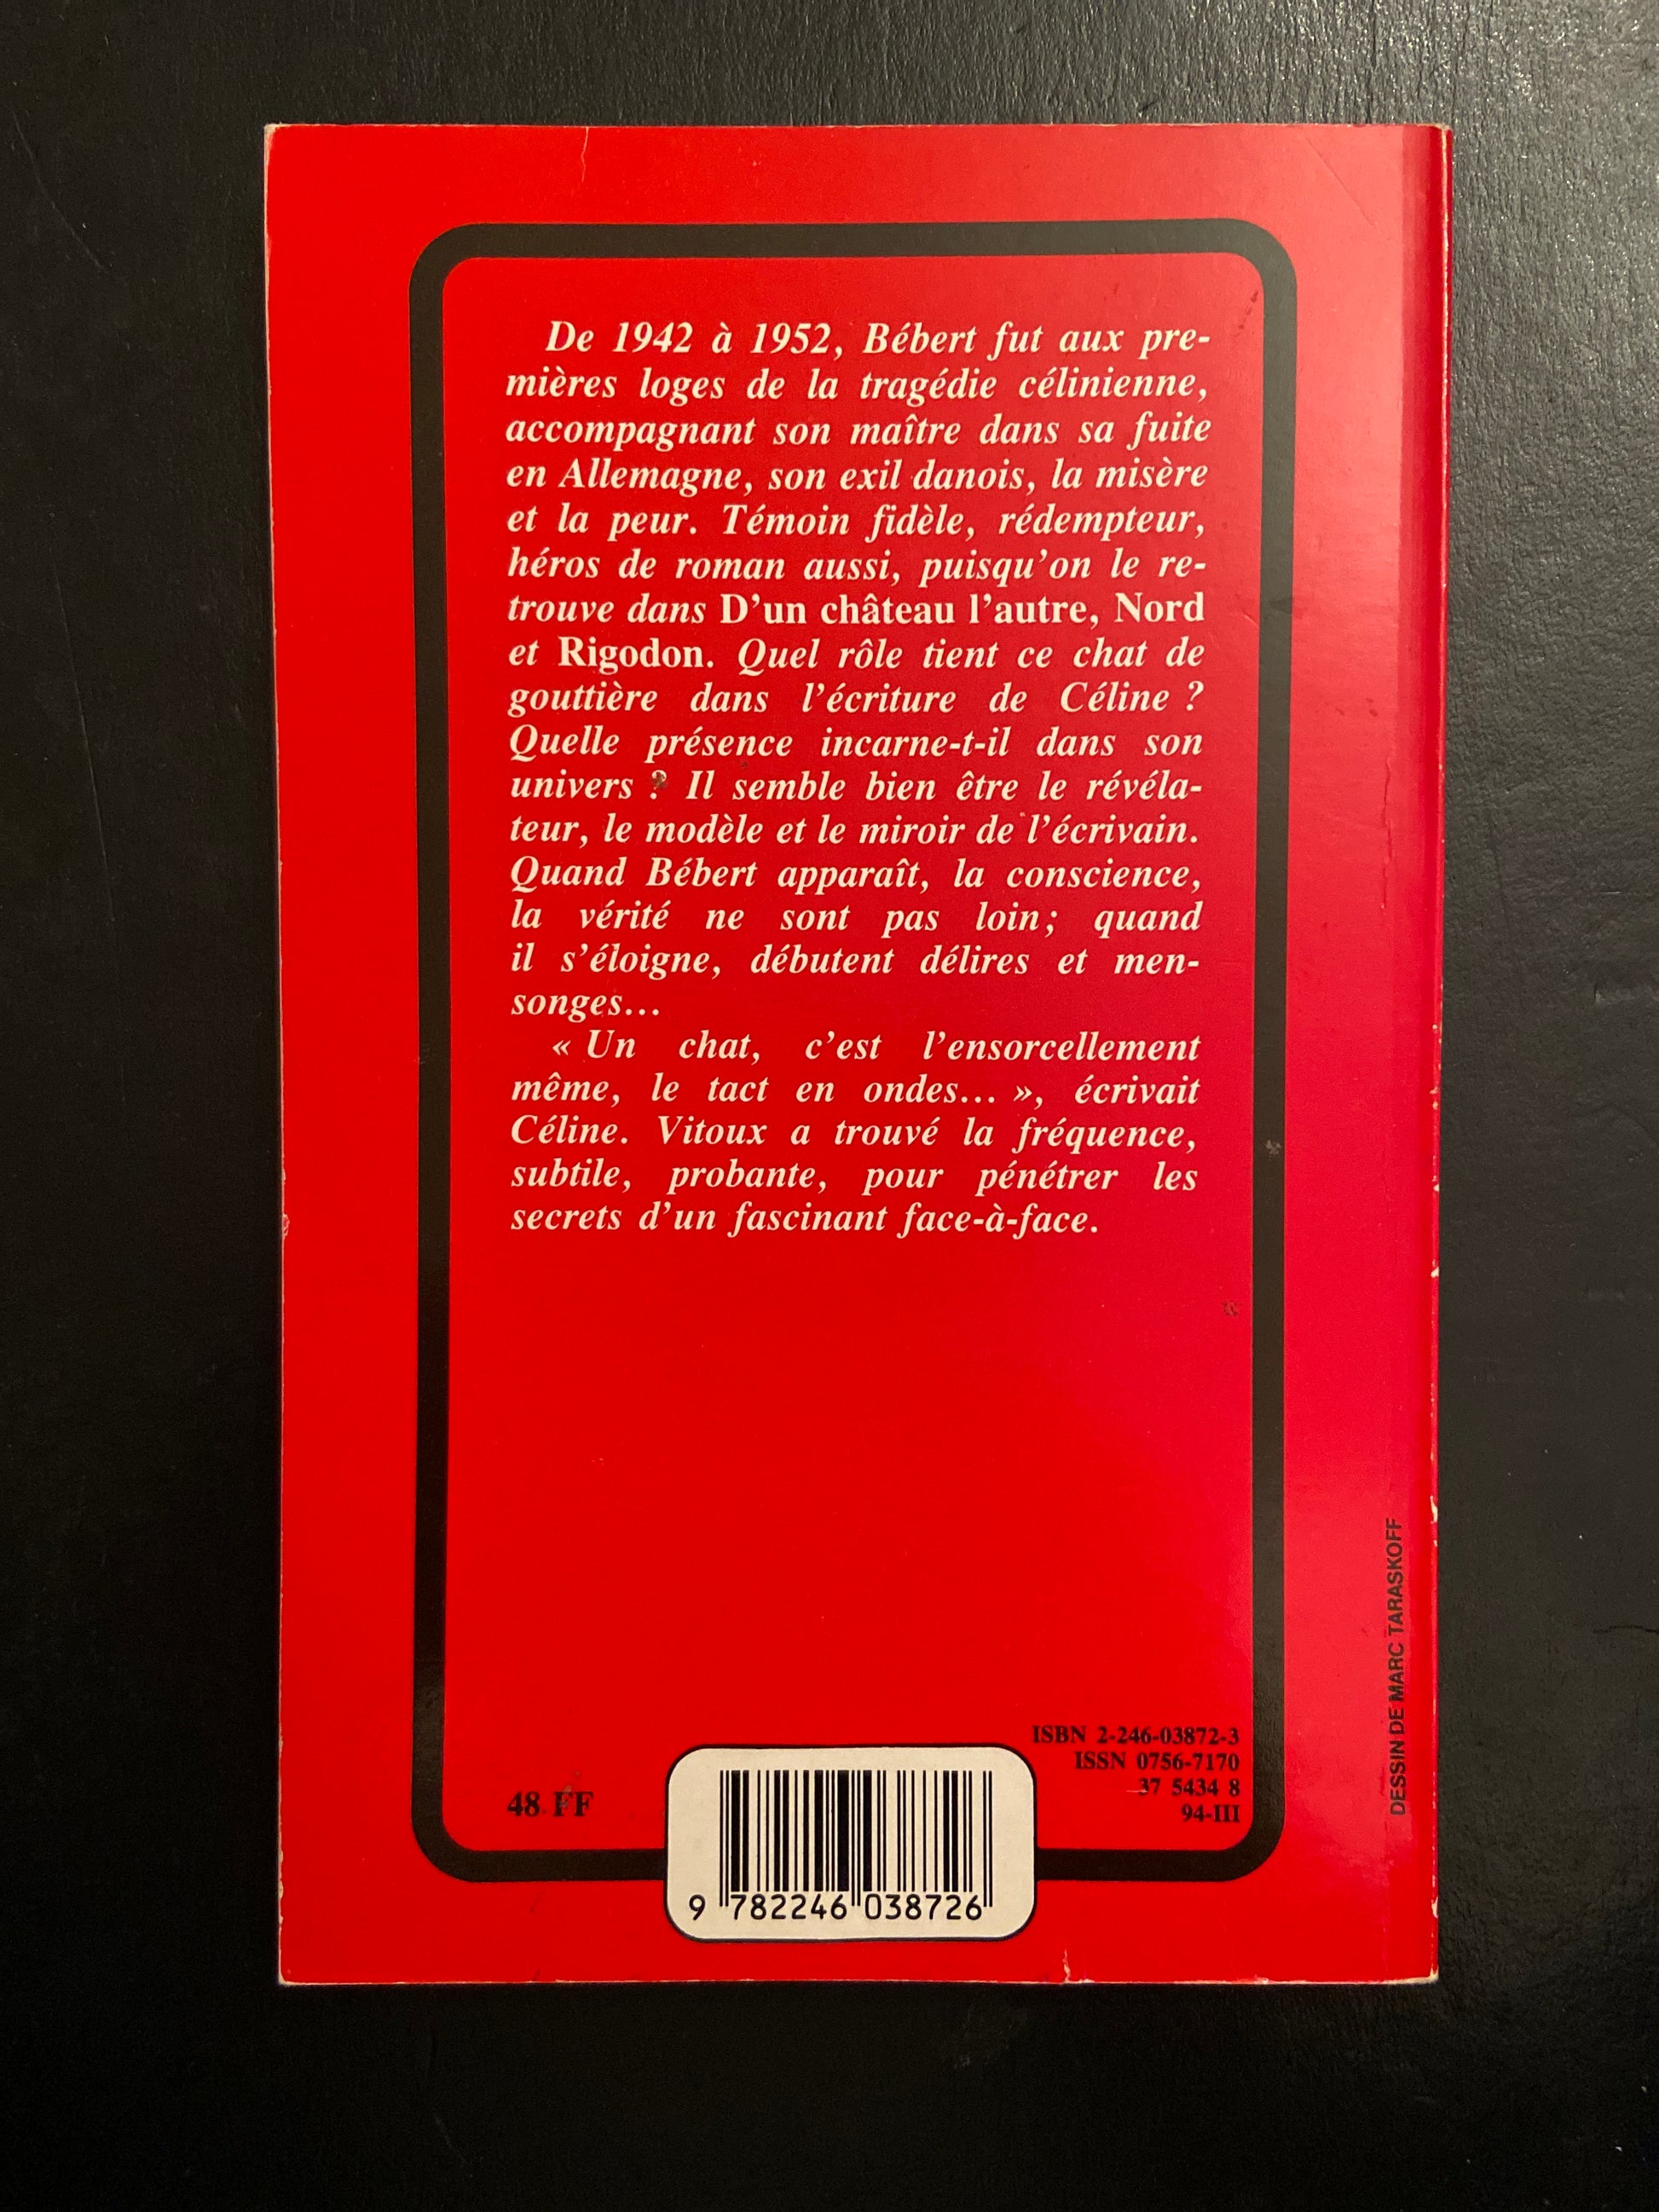 De 1942 à 1952, Bébert fut aux pre-
mières loges de la tragédie célinienne,
accompagnant son maître dans sa fuite
en Allemagne, son exil danois, la misère
et la peur. Témoin fidèle, rédempteur,
héros de roman aussi, puisqu'on le re-
trouve dans D'un château l'autre, Nord
et Rigodon. Quel rôle tient ce chat de
gouttière dans l'écriture de Céline ?
Quelle présence incarne-t-il dans son
univers ? Il semble bien être le révéla-
teur, le modèle et le miroir de l'écrivain.
Quand Bébert apparaît, la conscience,
la vérité ne sont pas loin; quand
il s'éloigne, débutent délires et men-
songes...
« Un chat, c'est l'ensorcellement
même, le tact en ondes... », écrivait
Céline. Vitoux a trouvé la fréquence,
subtile, probante, pour pénétrer les
secrets d'un fascinant face-à-face.
48 FF
ISBN 2-246-03872-3
ISSN 0756-7170
37 5434 8
94-III
9 782246 038726
DESSIN DE MARC TARASKOFF